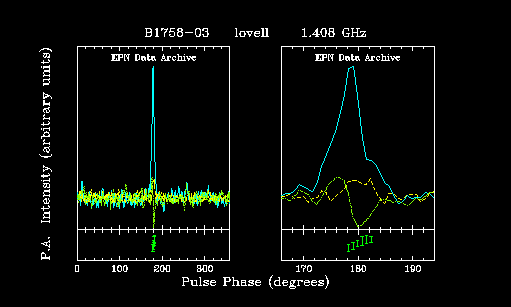 B1758-03 lovell 1.408 GHz
EPN Data Archive EPN Data Archive
P.A. Intensity (arbitrary units)
0 100 200 300 170 180 190
Pulse Phase (degrees)